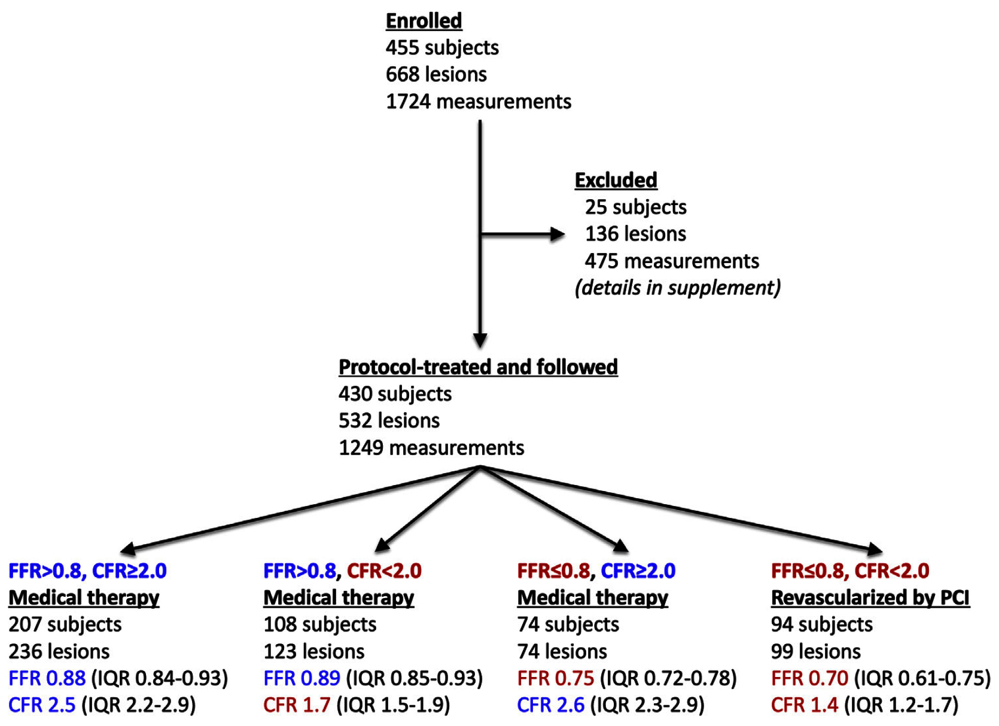 Enrolled
455 subjects
668 lesions
1724 measurements
Excluded
25 subjects
136 lesions
475 measurements
(details in supplement)
Protocol-treated and followed
430 subjects
532 lesions
1249 measurements
FFR>0.8, CFR≥2.0
Medical therapy
207 subjects
236 lesions
FFR 0.88 (IQR 0.84-0.93)
CFR 2.5 (IQR 2.2-2.9)
FFR>0.8, CFR<2.0
Medical therapy
108 subjects
123 lesions
FFR 0.89 (IQR 0.85-0.93)
CFR 1.7 (IQR 1.5-1.9)
FFR≤0.8, CFR≥2.0
Medical therapy
74 subjects
74 lesions
FFR 0.75 (IQR 0.72-0.78)
CFR 2.6 (IQR 2.3-2.9)
FFR≤0.8, CFR<2.0
Revascularized by PCI
94 subjects
99 lesions
FFR 0.70 (IQR 0.61-0.75)
CFR 1.4 (IQR 1.2-1.7)